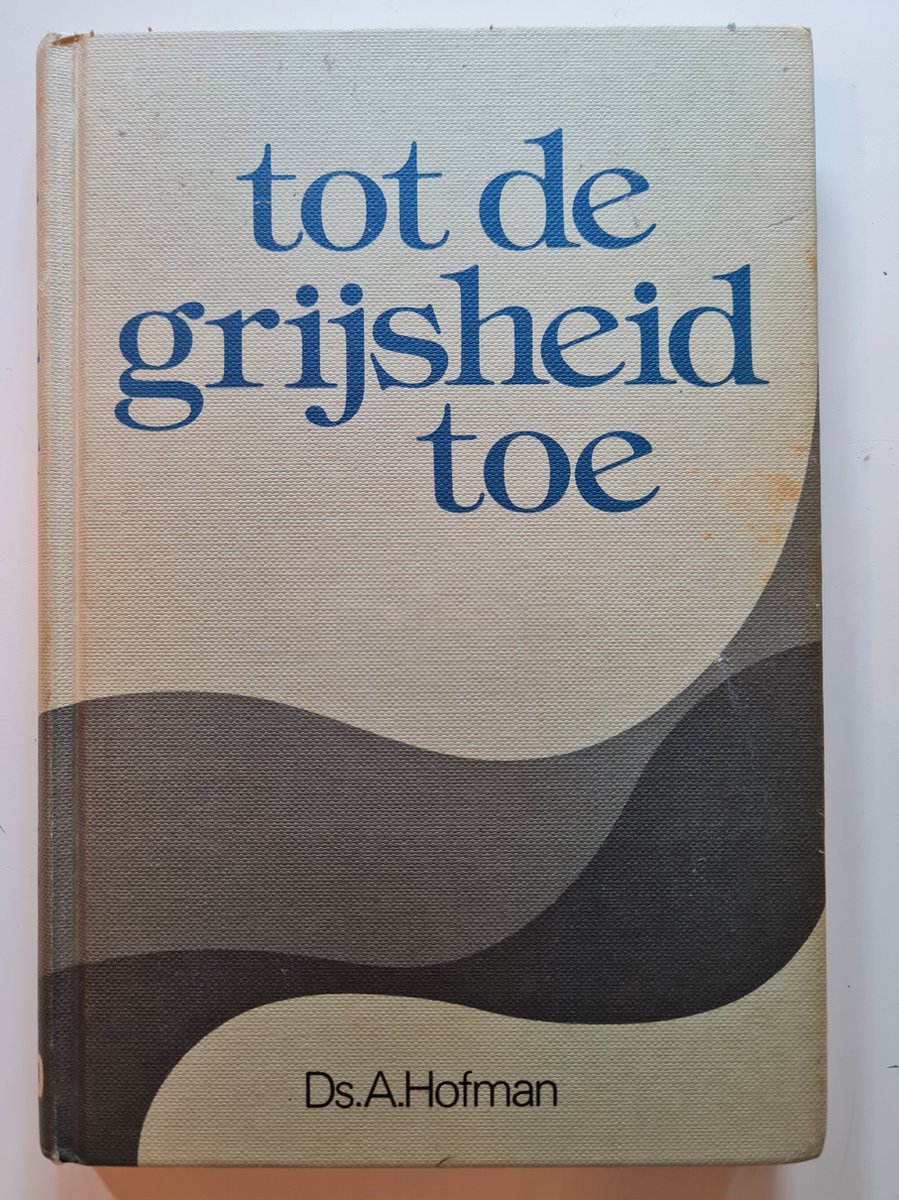 tot de
grijsheid
toe
Ds.A.Hofman